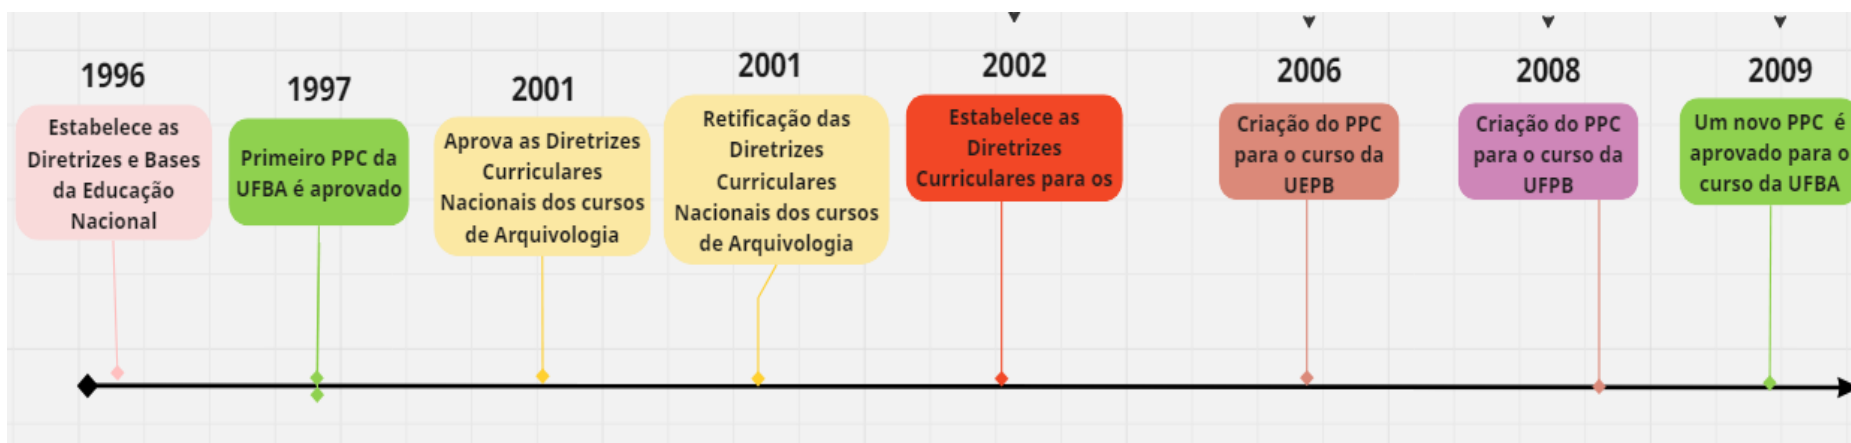 1996
Estabelece as
Diretrizes e Bases
da Educação
Nacional
1997
Primeiro PPC da
UFBA é aprovado
2001
Aprova as Diretrizes
Curriculares
Nacionais dos cursos
de Arquivologia
2001
Retificação das
Diretrizes
Curriculares
Nacionais dos cursos
de Arquivologia
2002
Estabelece as
Diretrizes
Curriculares para os
2006
Criação do PPC
para o curso da
UEPB
2008
Criação do PPC
para o curso da
UFPB
2009
Um novo PPC é
aprovado para o
curso da UFBA